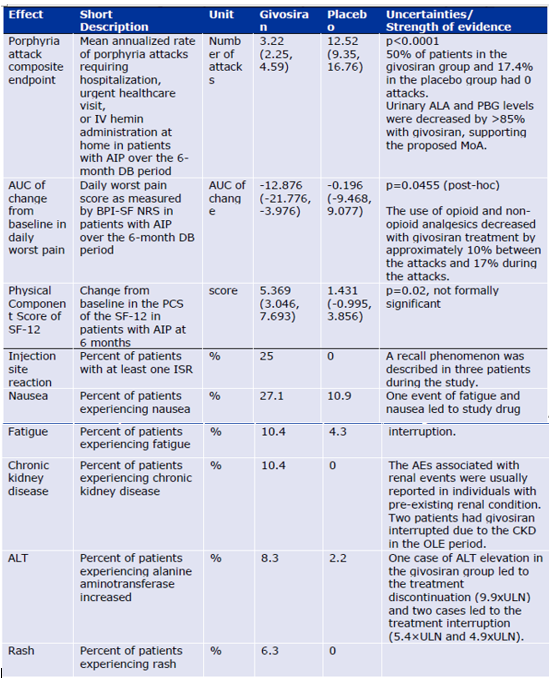 Effect
Short
Description
Unit
Givosira
n
Placeb
o
Uncertainties/
Strength of evidence
Porphyria
attack
composite
endpoint
Mean annualized rate
of porphyria attacks
requiring
hospitalization,
urgent healthcare
visit,
or IV hemin
administration at
home in patients
with AIP over the 6-
month DB period
Numb
er of
attack
s
3.22
(2.25,
4.59)
12.52
(9.35,
16.76)
p<0.0001
50% of patients in the
givosiran group and 17.4%
in the placebo group had 0
attacks.
Urinary ALA and PBG levels
were decreased by >85%
with givosiran, supporting
the proposed MoA.
AUC of
change
from
baseline in
daily
worst pain
Daily worst pain
score as measured
by BPI-SF NRS in
patients with AIP
over the 6-month DB
period
AUC of
chang
e
-12.876
(-21.776,
-3.976)
-0.196
(-9.468,
9.077)
p=0.0455 (post-hoc)
The use of opioid and non-
opioid analgesics decreased
with givosiran treatment by
approximately 10% between
the attacks and 17% during
the attacks.
Physical
Componen
t Score of
SF-12
Change from
baseline in the PCS
of the SF-12 in
patients with AIP at
6 months
score
5.369
(3.046,
7.693)
1.431
(-0.995,
3.856)
p=0.02, not formally
significant
Injection
site
reaction
Percent of patients
with at least one ISR
%
25
0
A recall phenomenon was
described in three patients
during the study.
Nausea
Percent of patients
experiencing nausea
%
27.1
10.9
One event of fatigue and
nausea led to study drug
Fatigue
Percent of patients
experiencing fatigue
%
10.4
4.3
interruption.
Chronic
kidney
disease
Percent of patients
experiencing chronic
kidney disease
%
10.4
0
The AEs associated with
renal events were usually
reported in individuals with
pre-existing renal condition.
Two patients had givosiran
interrupted due to the CKD
in the OLE period.
ALT
Percent of patients
experiencing alanine
aminotransferase
increased
%
8.3
2.2
One case of ALT elevation in
the givosiran group led to
the treatment
discontinuation (9.9xULN)
and two cases led to the
treatment interruption
(5.4×ULN and 4.9xULN).
Rash
Percent of patients
experiencing rash
%
6.3
0